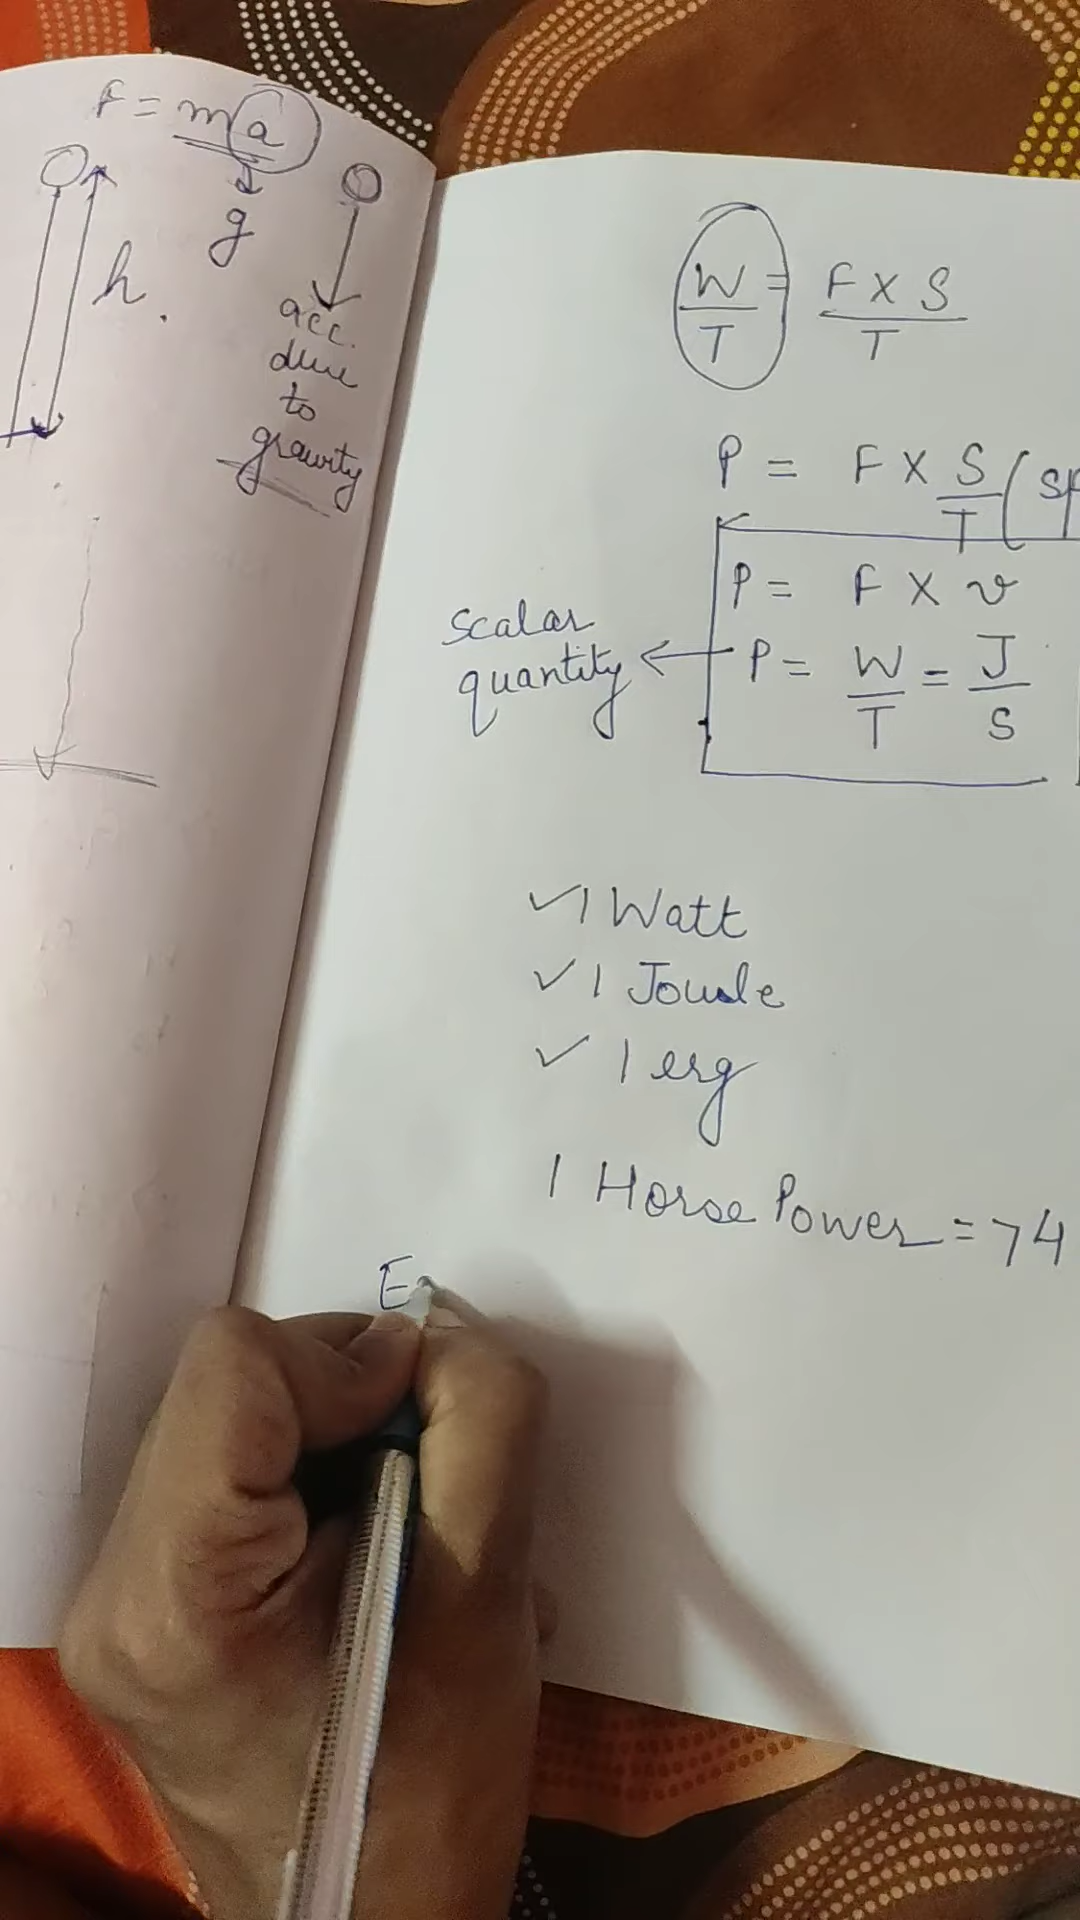 F = ma
g
h.
acc.
due
to
gravity
W/T = F X S/T
P = F X S/T (
P = F X v
P = W/T = J/S
Scalar
quantity
✓ 1 Watt
✓ 1 Joule
✓ 1 erg
1 Horse Power = 74
E